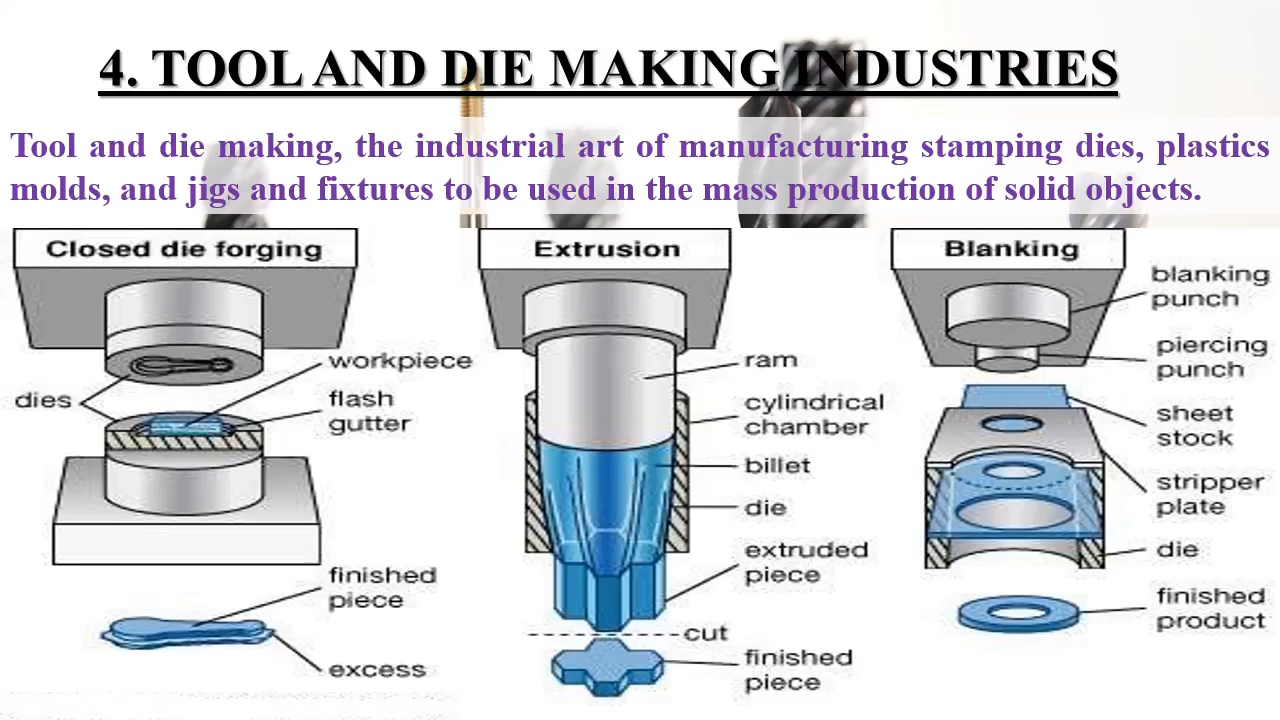 4. TOOL AND DIE MAKING INDUSTRIES
Tool and die making, the industrial art of manufacturing stamping dies, plastics
molds, and jigs and fixtures to be used in the mass production of solid objects.
Closed die forging
workpiece
dies
flash
gutter
finished
piece
excess
Extrusion
ram
cylindrical
chamber
billet
die
extruded
piece
cut
finished
piece
Blanking
blanking
punch
piercing
punch
sheet
stock
stripper
plate
die
finished
product